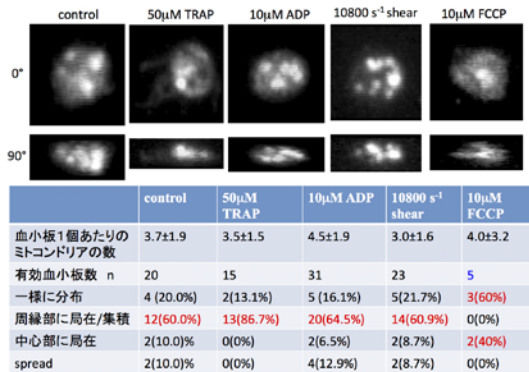 control 50μM TRAP 10μM ADP 10800 s⁻¹ shear 10μM FCCP
0°
90°
control 50μM TRAP 10μM ADP 10800 s⁻¹ shear 10μM FCCP
血小板1個あたりのミトコンドリアの数 3.7±1.9 3.5±1.5 4.5±1.9 3.0±1.6 4.0±3.2
有効血小板数 n 20 15 31 23 5
一様に分布 4 (20.0%) 2(13.1%) 5 (16.1%) 5(21.7%) 3(60%)
周縁部に局在/集積 12(60.0%) 13(86.7%) 20(64.5%) 14(60.9%) 0(0%)
中心部に局在 2(10.0)% 0(0%) 2(6.5%) 2(8.7%) 2(40%)
spread 2(10.0)% 0(0%) 4(12.9%) 2(8.7%) 0(0%)